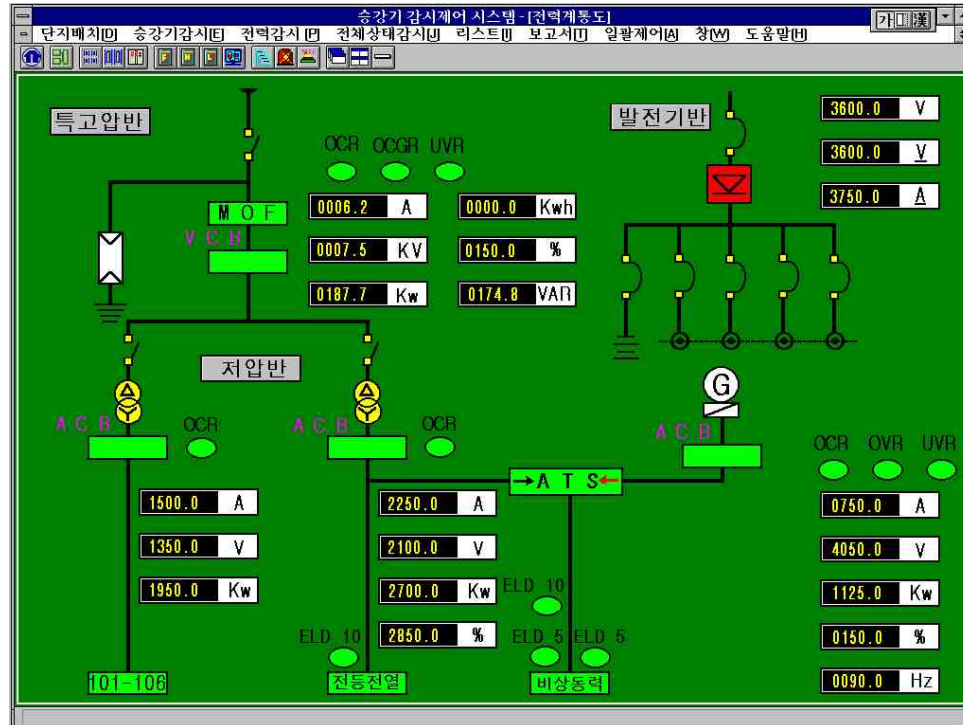 승강기 감시제어 시스템 - [전력계통도]
가 漢
단지배치[D] 승강기감시[E] 전력감시[P] 전체상태감시[J] 리스트[I] 보고서[T] 일괄제어[A] 창[W] 도움말[H]
특고압반
발전기반
OCR OCGR UVR
3600.0 V
3600.0 V
3750.0 A
M O F
V C B
0006.2 A
0000.0 Kwh
0007.5 KV
0150.0 %
0187.7 Kw
0174.8 VAR
저압반
G
A C B
OCR
A C B
OCR
A C B
OCR OVR UVR
→A T S←
1500.0 A
1350.0 V
1950.0 Kw
2250.0 A
2100.0 V
2700.0 Kw
2850.0 %
0750.0 A
4050.0 V
1125.0 Kw
0150.0 %
0090.0 Hz
ELD 10
ELD 10
ELD 5
ELD 5
101-106
전등전열
비상동력